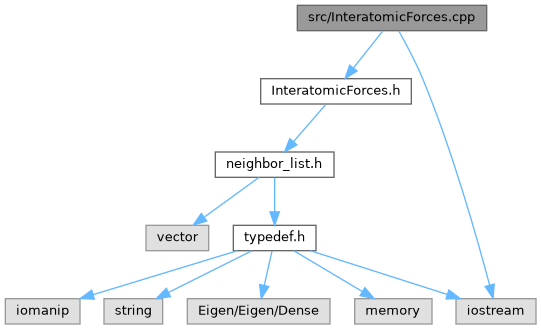 src/InteratomicForces.cpp
InteratomicForces.h
neighbor_list.h
vector
typedef.h
iomanip
string
Eigen/Eigen/Dense
memory
iostream